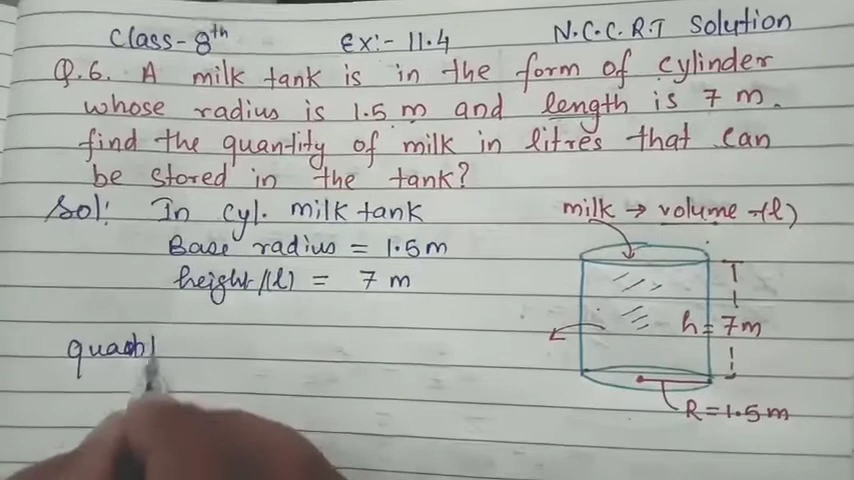 Class-8th Ex:- 11.4 N.C.C.R.T Solution
Q.6. A milk tank is in the form of cylinder
whose radius is 1.5 m and length is 7 m.
find the quantity of milk in litres that can
be stored in the tank?
Sol: In cyl. milk tank
milk → volume → (l)
Base radius = 1.5m
height/(l) = 7 m
h = 7m
R = 1.5m